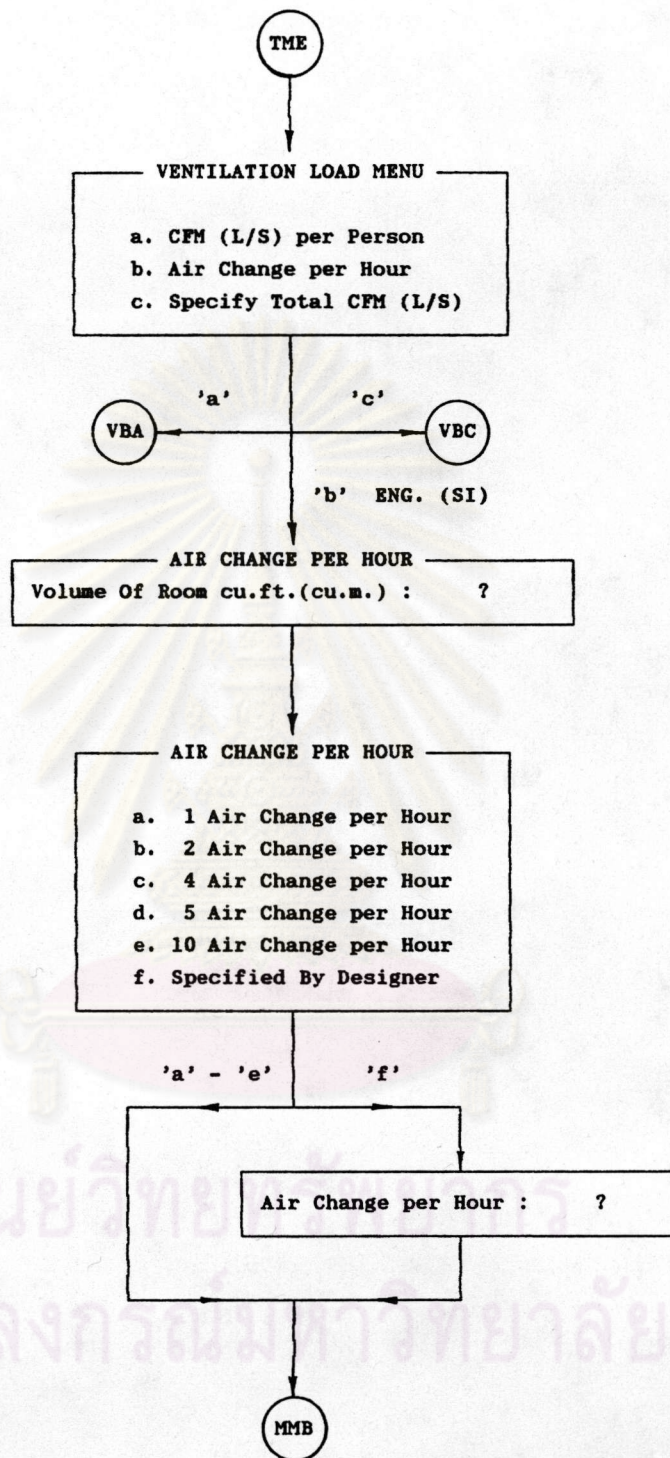 TME
VENTILATION LOAD MENU
a. CFM (L/S) per Person
b. Air Change per Hour
c. Specify Total CFM (L/S)
'a' 'c'
VBA VBC
'b' ENG. (SI)
AIR CHANGE PER HOUR
Volume Of Room cu.ft.(cu.m.) : ?
AIR CHANGE PER HOUR
a. 1 Air Change per Hour
b. 2 Air Change per Hour
c. 4 Air Change per Hour
d. 5 Air Change per Hour
e. 10 Air Change per Hour
f. Specified By Designer
'a' - 'e' 'f'
Air Change per Hour : ?
MMB